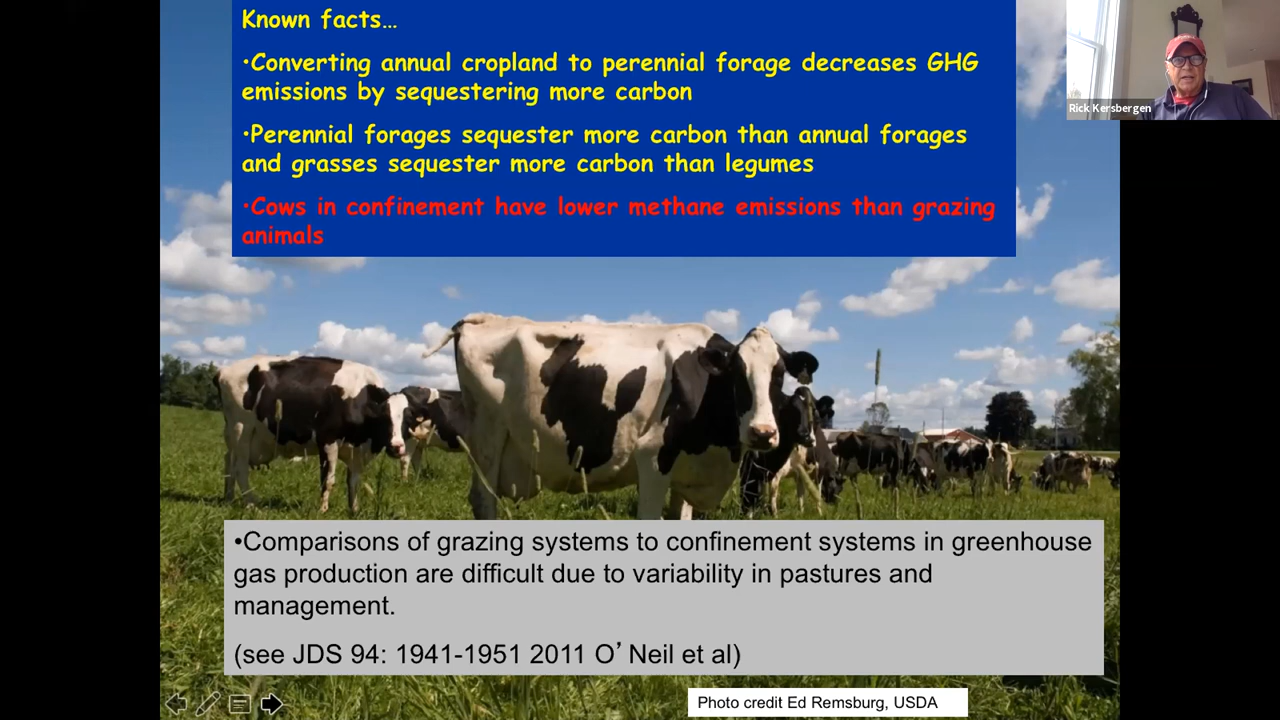 Known facts…
•Converting annual cropland to perennial forage decreases GHG
emissions by sequestering more carbon
•Perennial forages sequester more carbon than annual forages
and grasses sequester more carbon than legumes
•Cows in confinement have lower methane emissions than grazing
animals
Rick Kersbergen
•Comparisons of grazing systems to confinement systems in greenhouse
gas production are difficult due to variability in pastures and
management.
(see JDS 94: 1941-1951 2011 O’Neil et al)
Photo credit Ed Remsburg, USDA